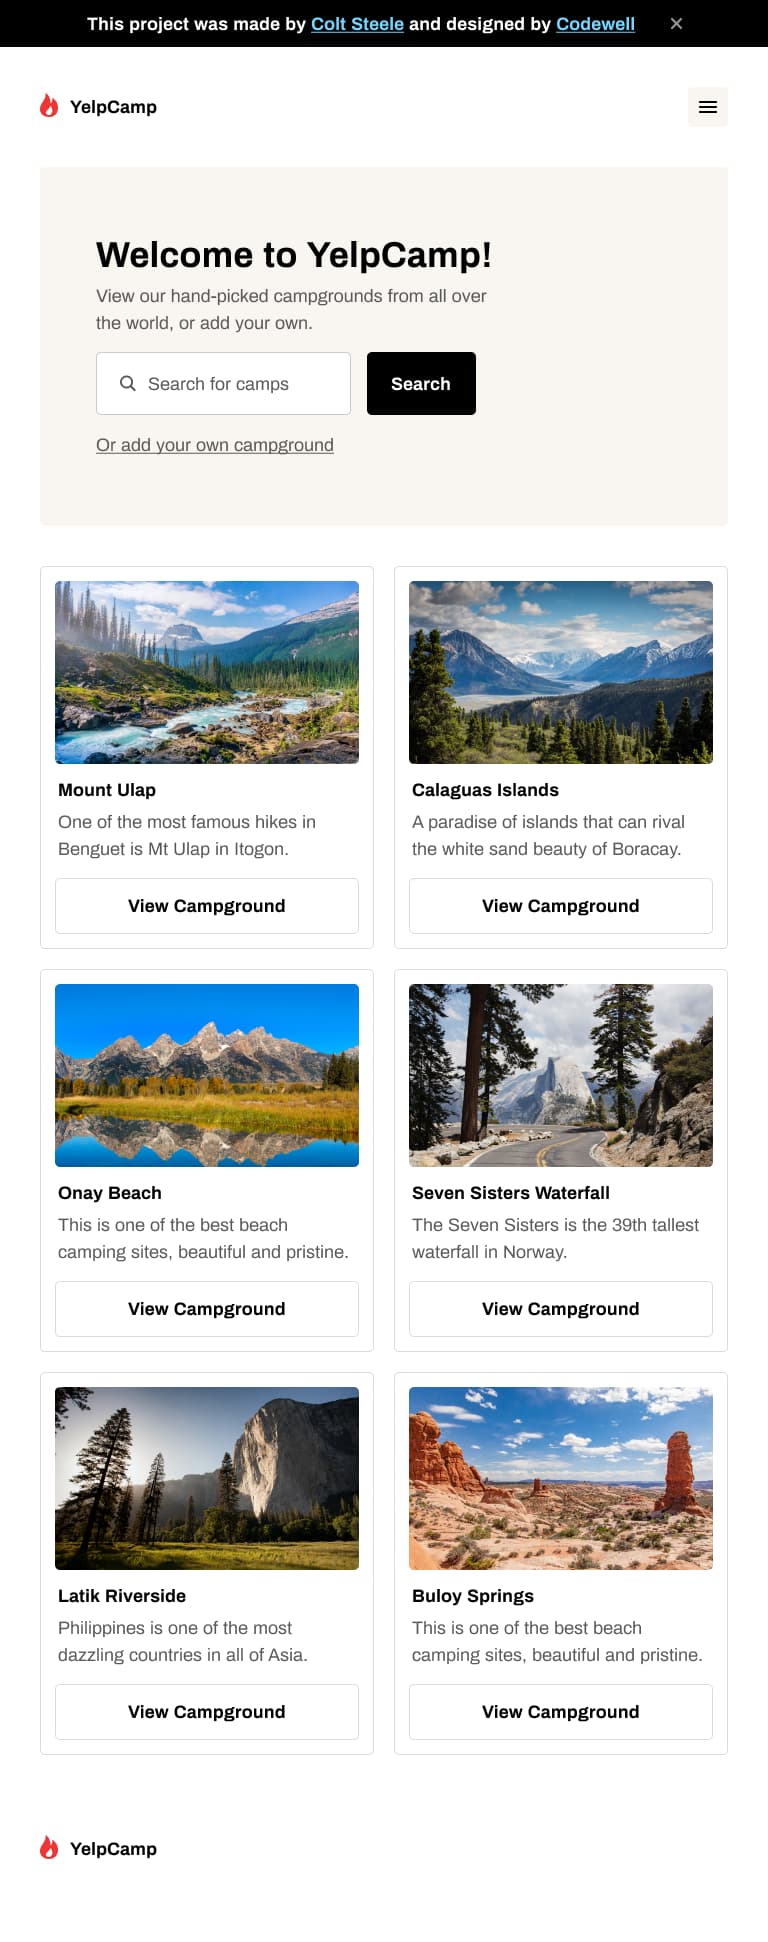 This project was made by Colt Steele and designed by Codewell
YelpCamp
Welcome to YelpCamp!
View our hand-picked campgrounds from all over
the world, or add your own.
Search for camps
Search
Or add your own campground
Mount Ulap
One of the most famous hikes in
Benguet is Mt Ulap in Itogon.
View Campground
Calaguas Islands
A paradise of islands that can rival
the white sand beauty of Boracay.
View Campground
Onay Beach
This is one of the best beach
camping sites, beautiful and pristine.
View Campground
Seven Sisters Waterfall
The Seven Sisters is the 39th tallest
waterfall in Norway.
View Campground
Latik Riverside
Philippines is one of the most
dazzling countries in all of Asia.
View Campground
Buloy Springs
This is one of the best beach
camping sites, beautiful and pristine.
View Campground
YelpCamp